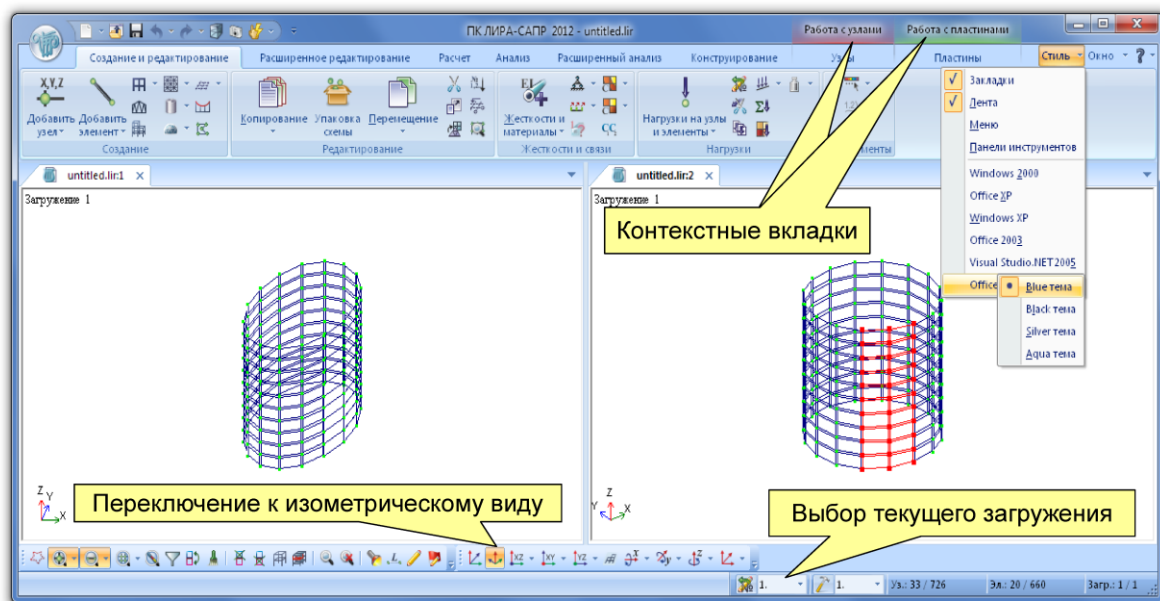 ПК ЛИРА-САПР 2012 - untitled.lir
Работа с узлами
Работа с пластинами
Создание и редактирование
Расширенное редактирование
Расчет
Анализ
Расширенный анализ
Конструирование
Узлы
Пластины
Стиль
Окно
?
X,Y,Z
Добавить узел
Добавить элемент
Создание
Копирование
Упаковка схемы
Перемещение
Редактирование
Жесткости и материалы
Жесткости и связи
Нагрузки на узлы и элементы
Нагрузки
Закладки
Лента
Меню
Панели инструментов
Windows 2000
Office XP
Windows XP
Office 2003
Visual Studio.NET2005
Office
Blue тема
Black тема
Silver тема
Aqua тема
untitled.lir:1
untitled.lir:2
Загружение 1
Загружение 1
Контекстные вкладки
Z
Y
X
Z
Y
X
Переключение к изометрическому виду
Выбор текущего загружения
1.
1.
Уз.: 33 / 726
Эл.: 20 / 660
Загр.: 1 / 1